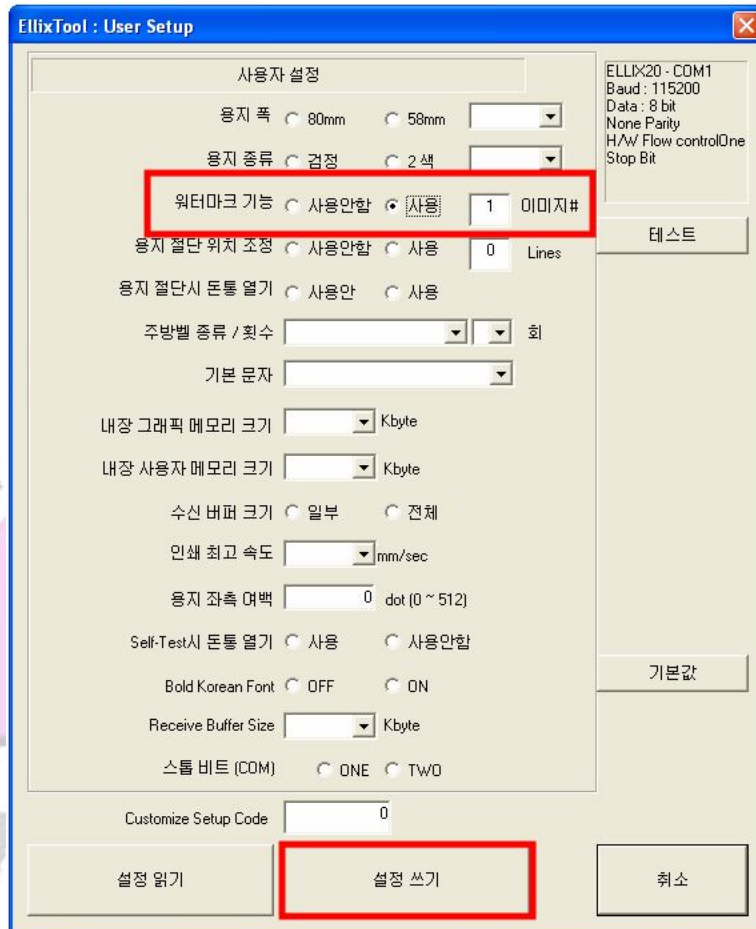 EllixTool : User Setup
사용자 설정
ELLIX20 - COM1
Baud : 115200
Data : 8 bit
None Parity
H/W Flow controlOne
Stop Bit
용지 폭 80mm 58mm
용지 종류 검정 2 색
워터마크 기능 사용안함 사용 1 이미지#
테스트
용지 절단 위치 조정 사용안함 사용 0 Lines
용지 절단시 돈통 열기 사용안 사용
주방벨 종류 / 횟수 회
기본 문자
내장 그래픽 메모리 크기 Kbyte
내장 사용자 메모리 크기 Kbyte
수신 버퍼 크기 일부 전체
인쇄 최고 속도 mm/sec
용지 좌측 여백 0 dot (0 ~ 512)
Self-Test시 돈통 열기 사용 사용안함
기본값
Bold Korean Font OFF ON
Receive Buffer Size Kbyte
스톱 비트 (COM) ONE TWO
Customize Setup Code 0
설정 읽기 설정 쓰기 취소